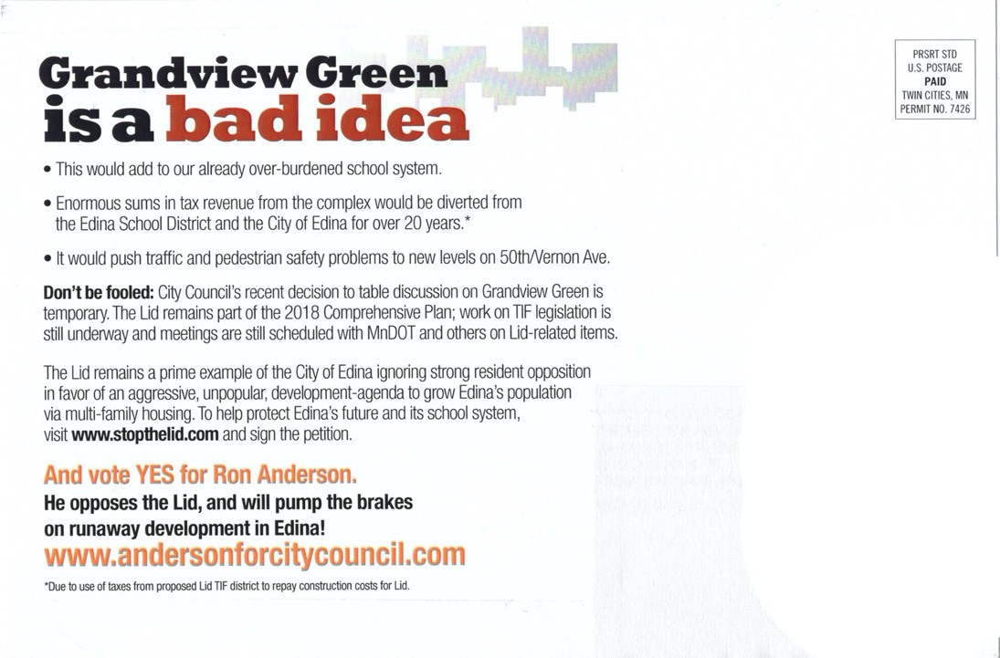 Grandview Green
is a bad idea
PRSRT STD
U.S. POSTAGE
PAID
TWIN CITIES, MN
PERMIT NO. 7426
• This would add to our already over-burdened school system.
• Enormous sums in tax revenue from the complex would be diverted from
the Edina School District and the City of Edina for over 20 years.*
• It would push traffic and pedestrian safety problems to new levels on 50th/Vernon Ave.
Don't be fooled: City Council's recent decision to table discussion on Grandview Green is
temporary. The Lid remains part of the 2018 Comprehensive Plan; work on TIF legislation is
still underway and meetings are still scheduled with MnDOT and others on Lid-related items.
The Lid remains a prime example of the City of Edina ignoring strong resident opposition
in favor of an aggressive, unpopular, development-agenda to grow Edina's population
via multi-family housing. To help protect Edina's future and its school system,
visit www.stopthelid.com and sign the petition.
And vote YES for Ron Anderson.
He opposes the Lid, and will pump the brakes
on runaway development in Edina!
www.andersonforcitycouncil.com
*Due to use of taxes from proposed Lid TIF district to repay construction costs for Lid.